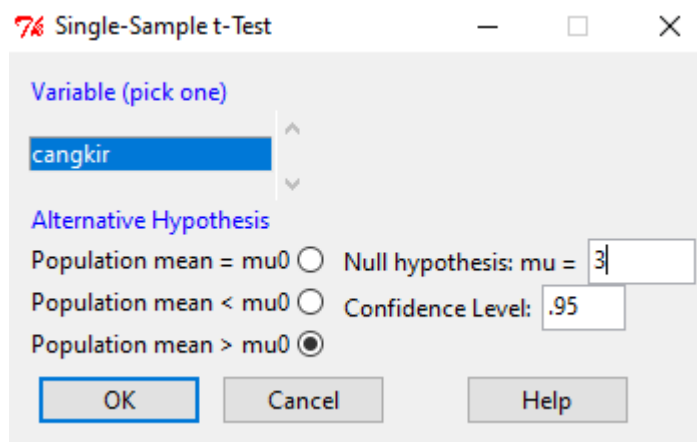 Single-Sample t-Test
Variable (pick one)
cangkir
Alternative Hypothesis
Population mean = mu0 Null hypothesis: mu = 3
Population mean < mu0 Confidence Level: .95
Population mean > mu0
OK Cancel Help